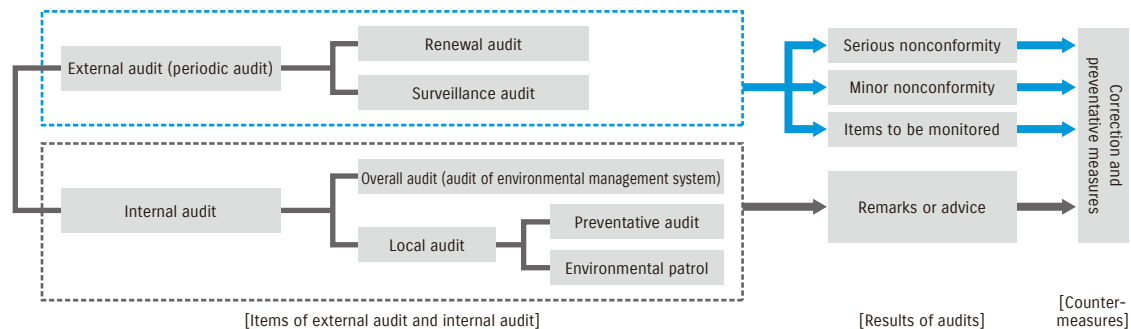 External audit (periodic audit)
Renewal audit
Surveillance audit
Internal audit
Overall audit (audit of environmental management system)
Local audit
Preventative audit
Environmental patrol
[Items of external audit and internal audit]
Serious nonconformity
Minor nonconformity
Items to be monitored
Remarks or advice
[Results of audits]
Correction and
preventative measures
[Counter-
measures]